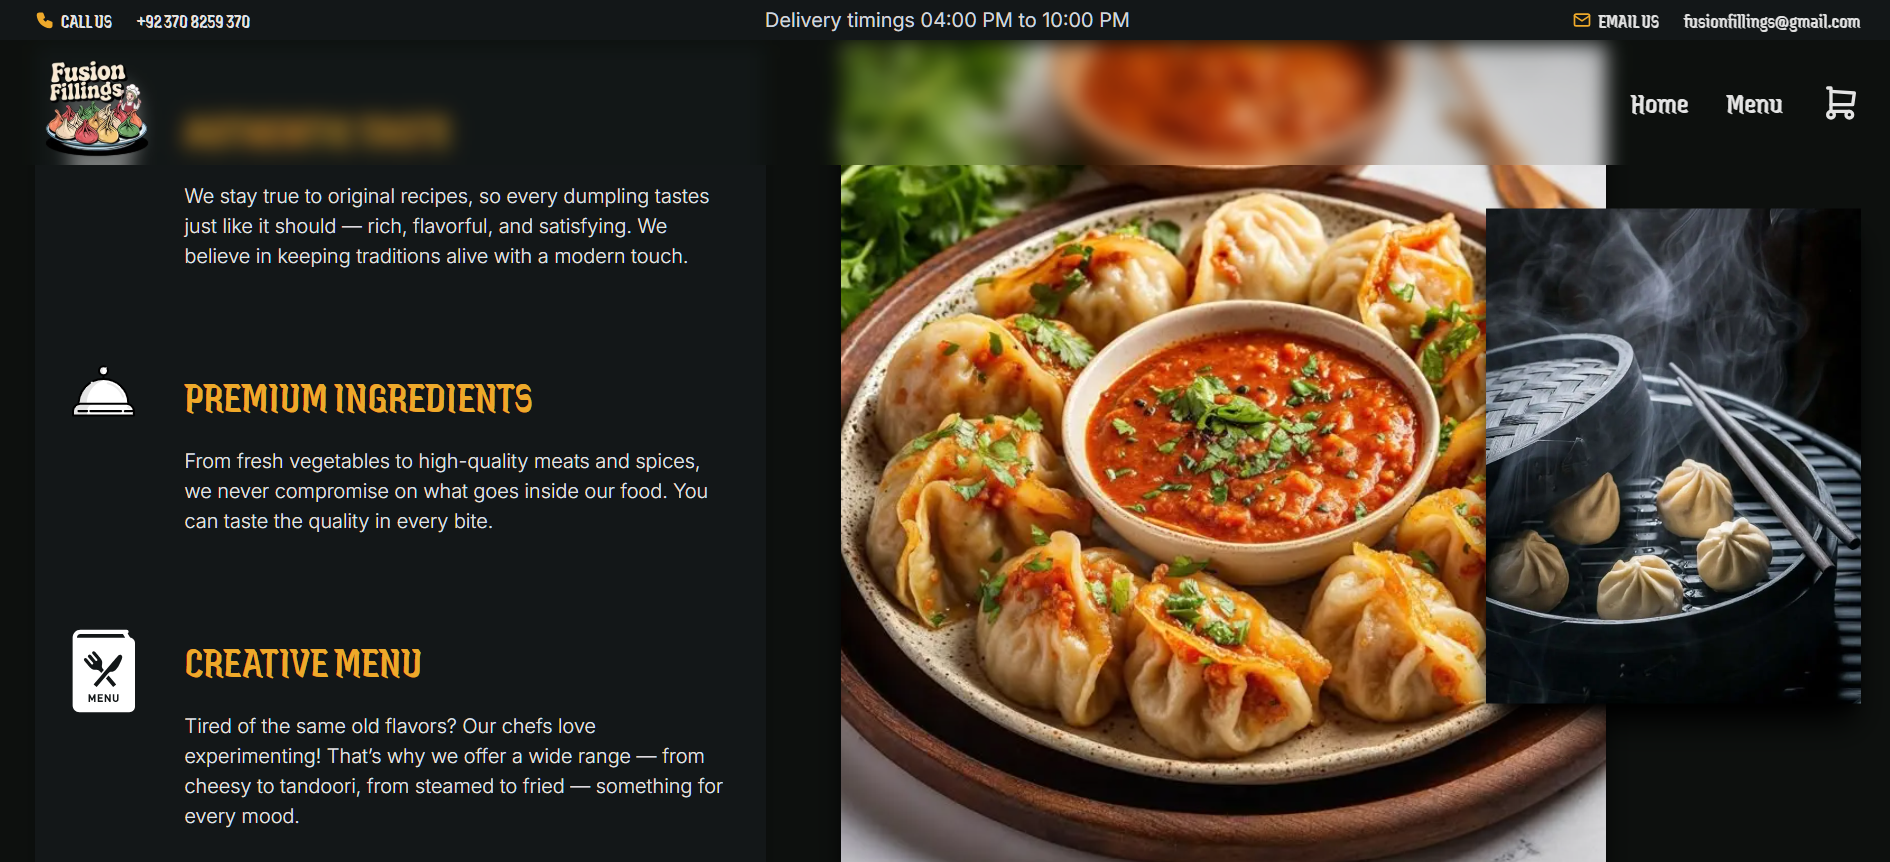 CALL US +92 370 8259 370
Delivery timings 04:00 PM to 10:00 PM
EMAIL US fusionfillings@gmail.com
Fusion
Fillings
Home Menu
We stay true to original recipes, so every dumpling tastes
just like it should — rich, flavorful, and satisfying. We
believe in keeping traditions alive with a modern touch.
PREMIUM INGREDIENTS
From fresh vegetables to high-quality meats and spices,
we never compromise on what goes inside our food. You
can taste the quality in every bite.
MENU
CREATIVE MENU
Tired of the same old flavors? Our chefs love
experimenting! That’s why we offer a wide range — from
cheesy to tandoori, from steamed to fried — something for
every mood.